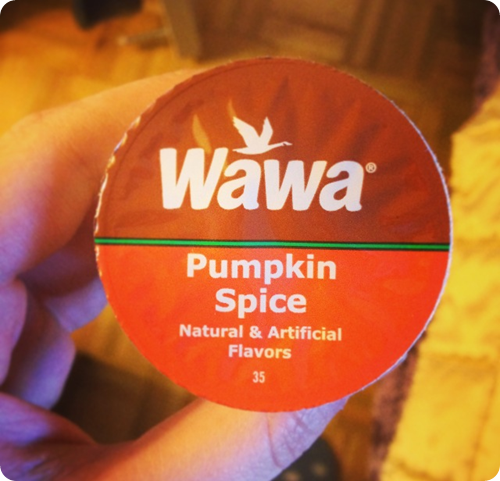 Wawa®
Pumpkin
Spice
Natural & Artificial
Flavors
35